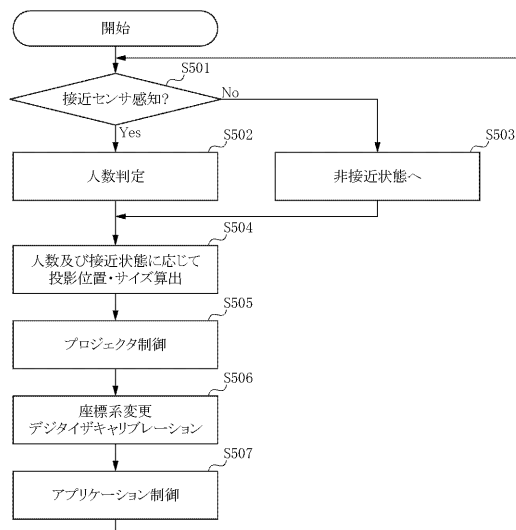 開始
S501
接近センサ感知?
No
Yes
S502
人数判定
S503
非接近状態へ
S504
人数及び接近状態に応じて
投影位置・サイズ算出
S505
プロジェクタ制御
S506
座標系変更
デジタイザキャリブレーション
S507
アプリケーション制御